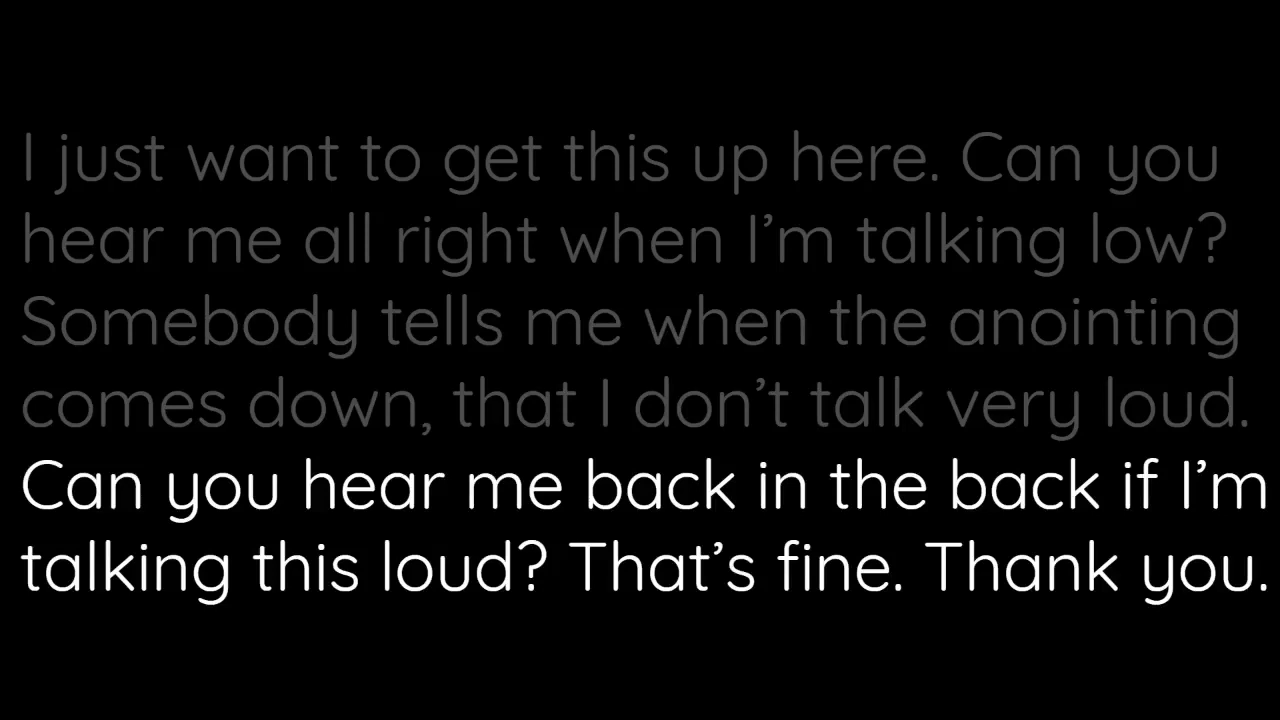 I just want to get this up here. Can you
hear me all right when I’m talking low?
Somebody tells me when the anointing
comes down, that I don’t talk very loud.
Can you hear me back in the back if I’m
talking this loud? That’s fine. Thank you.